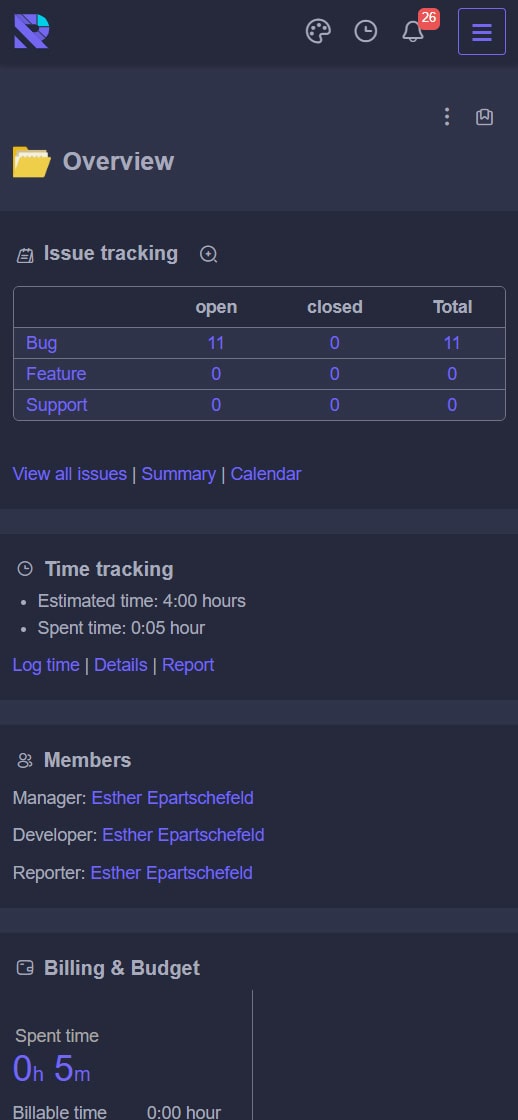 26
Overview
Issue tracking
open closed Total
Bug 11 0 11
Feature 0 0 0
Support 0 0 0
View all issues | Summary | Calendar
Time tracking
• Estimated time: 4:00 hours
• Spent time: 0:05 hour
Log time | Details | Report
Members
Manager: Esther Epartschefeld
Developer: Esther Epartschefeld
Reporter: Esther Epartschefeld
Billing & Budget
Spent time
0h 5m
Billable time 0:00 hour